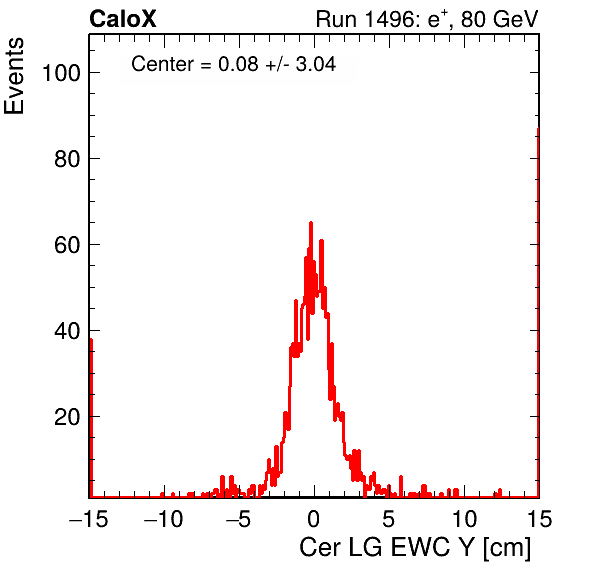 CaloX Run 1496: e⁺, 80 GeV
Center = 0.08 +/- 3.04
Events
100
80
60
40
20
−15 −10 −5 0 5 10 15
Cer LG EWC Y [cm]